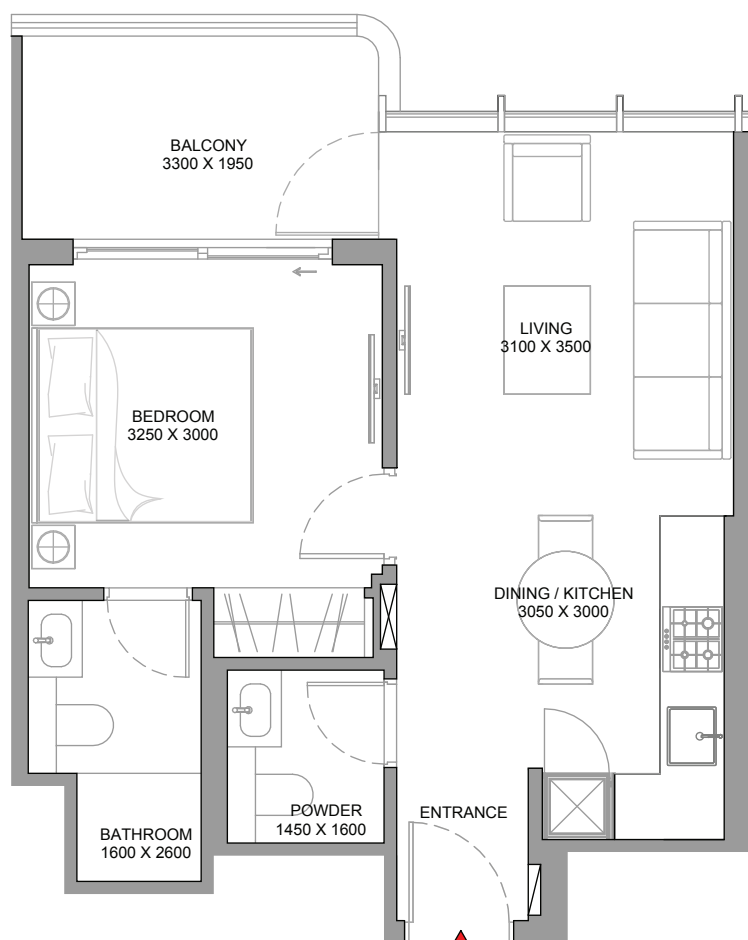 BALCONY
3300 X 1950
LIVING
3100 X 3500
BEDROOM
3250 X 3000
DINING / KITCHEN
3050 X 3000
POWDER
1450 X 1600
ENTRANCE
BATHROOM
1600 X 2600